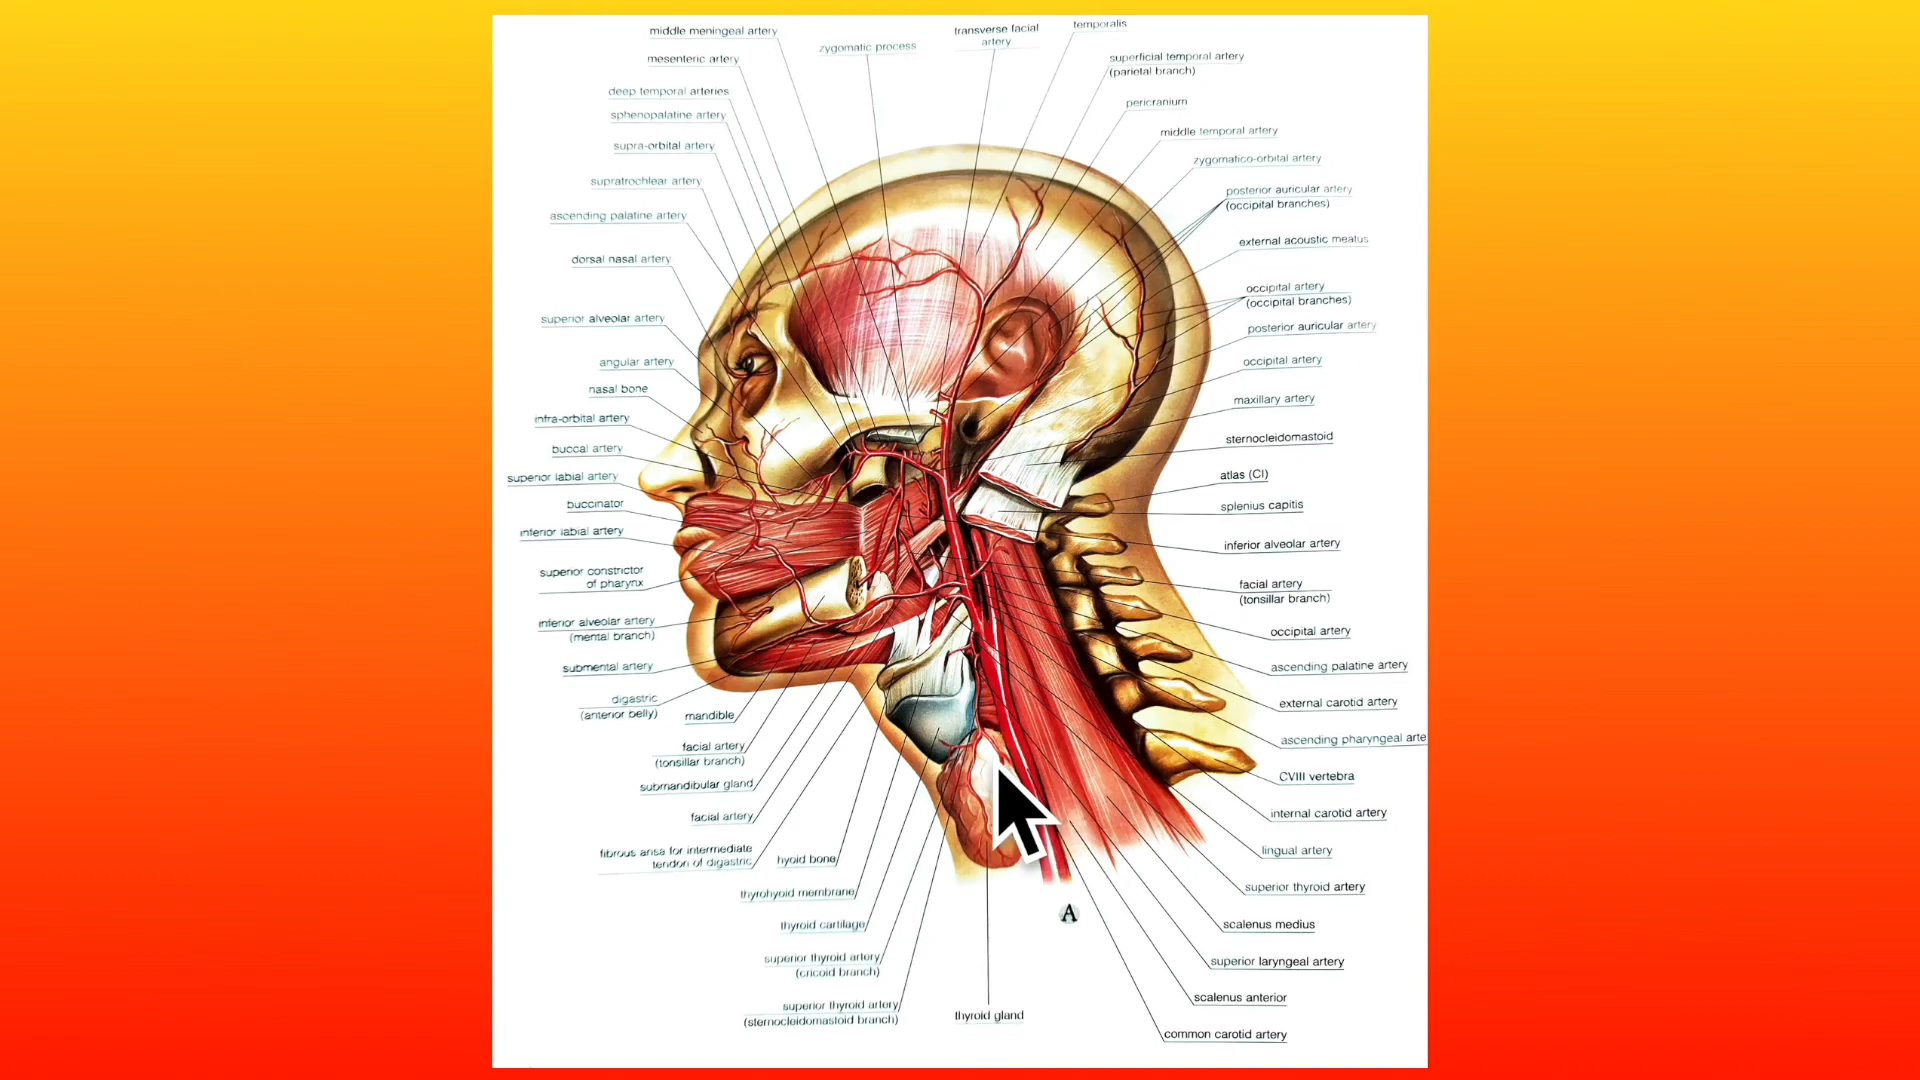 middle meningeal artery
mesenteric artery
deep temporal arteries
sphenopalatine artery
supra-orbital artery
supratrochlear artery
ascending palatine artery
dorsal nasal artery
superior alveolar artery
angular artery
nasal bone
infra-orbital artery
buccal artery
superior labial artery
buccinator
inferior labial artery
superior constrictor
of pharynx
inferior alveolar artery
(mental branch)
submental artery
digastric
(anterior belly)
mandible
facial artery
(tonsillar branch)
submandibular gland
facial artery
fibrous ansa for intermediate
tendon of digastric
hyoid bone
thyrohyoid membrane
thyroid cartilage
superior thyroid artery
(cricoid branch)
superior thyroid artery
(sternocleidomastoid branch)
zygomatic process
transverse facial
artery
temporalis
superficial temporal artery
(parietal branch)
pericranium
middle temporal artery
zygomatico-orbital artery
posterior auricular artery
(occipital branches)
external acoustic meatus
occipital artery
(occipital branches)
posterior auricular artery
occipital artery
maxillary artery
sternocleidomastoid
atlas (CI)
splenius capitis
inferior alveolar artery
facial artery
(tonsillar branch)
occipital artery
ascending palatine artery
external carotid artery
ascending pharyngeal arte
CVIII vertebra
internal carotid artery
lingual artery
superior thyroid artery
scalenus medius
superior laryngeal artery
scalenus anterior
common carotid artery
thyroid gland
A